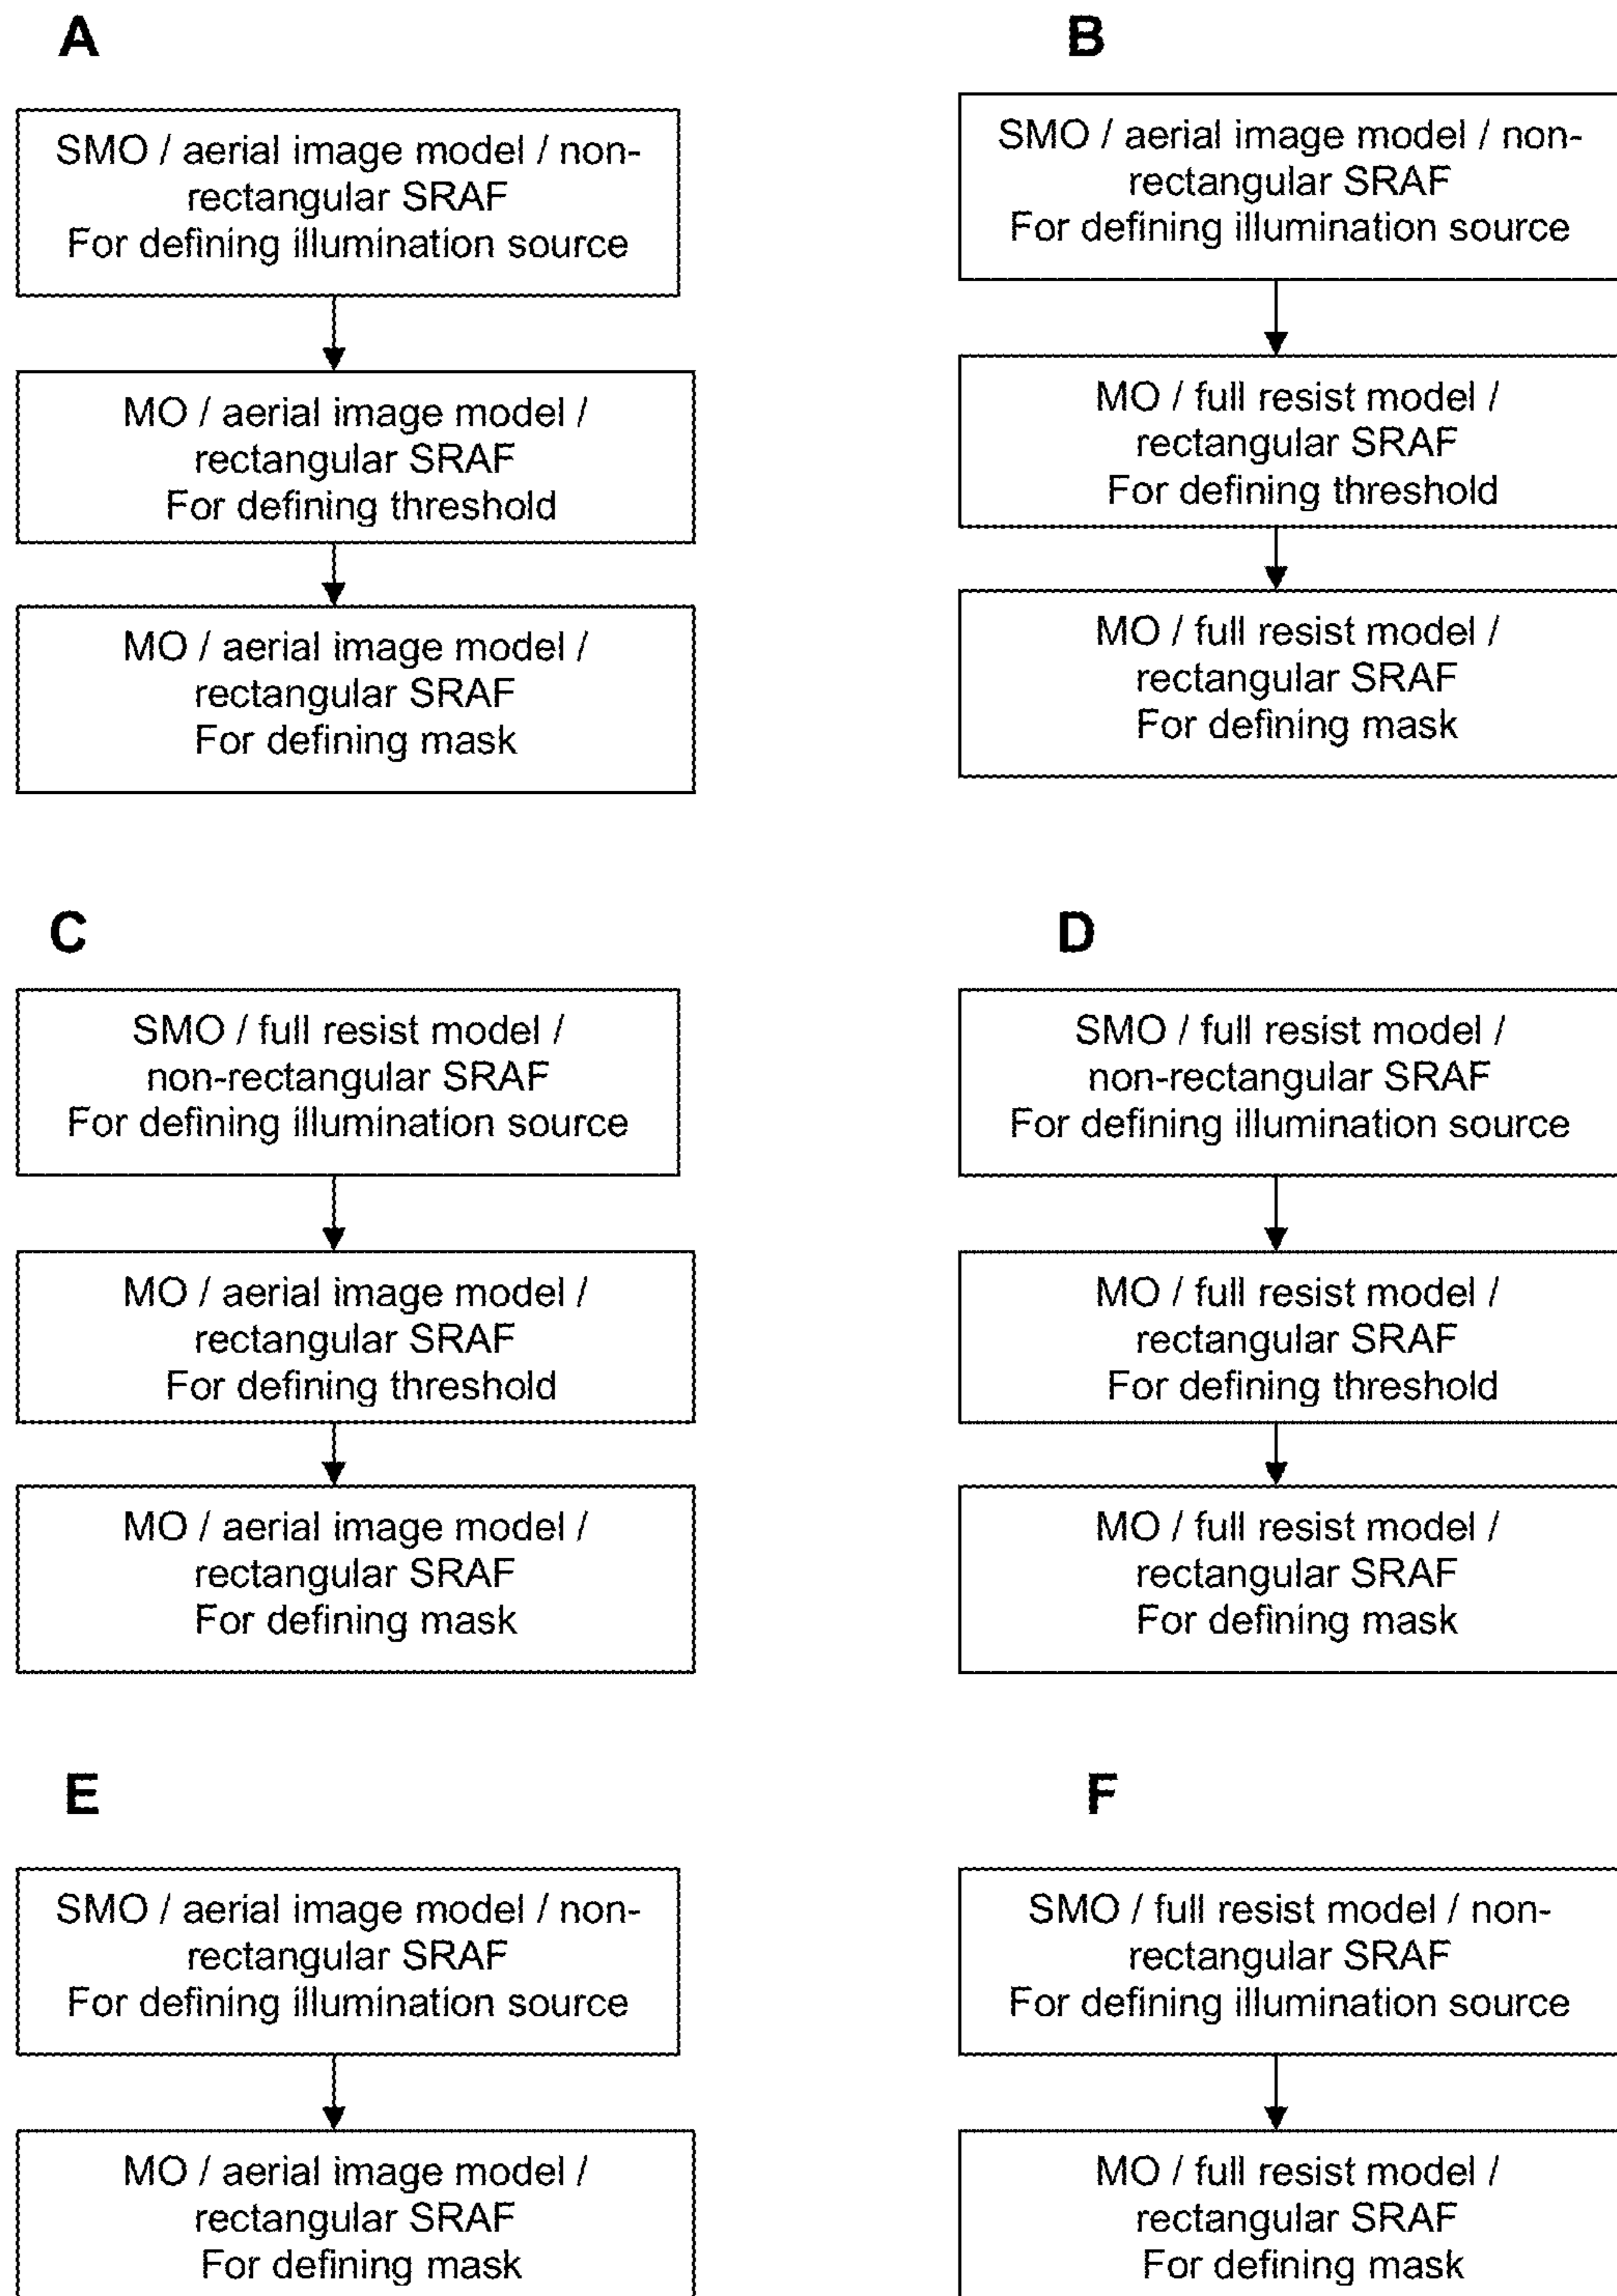 A
SMO / aerial image model / non-
rectangular SRAF
For defining illumination source
MO / aerial image model /
rectangular SRAF
For defining threshold
MO / aerial image model /
rectangular SRAF
For defining mask
B
SMO / aerial image model / non-
rectangular SRAF
For defining illumination source
MO / full resist model /
rectangular SRAF
For defining threshold
MO / full resist model /
rectangular SRAF
For defining mask
C
SMO / full resist model /
non-rectangular SRAF
For defining illumination source
MO / aerial image model /
rectangular SRAF
For defining threshold
MO / aerial image model /
rectangular SRAF
For defining mask
D
SMO / full resist model /
non-rectangular SRAF
For defining illumination source
MO / full resist model /
rectangular SRAF
For defining threshold
MO / full resist model /
rectangular SRAF
For defining mask
E
SMO / aerial image model / non-
rectangular SRAF
For defining illumination source
MO / aerial image model /
rectangular SRAF
For defining mask
F
SMO / full resist model / non-
rectangular SRAF
For defining illumination source
MO / full resist model /
rectangular SRAF
For defining mask